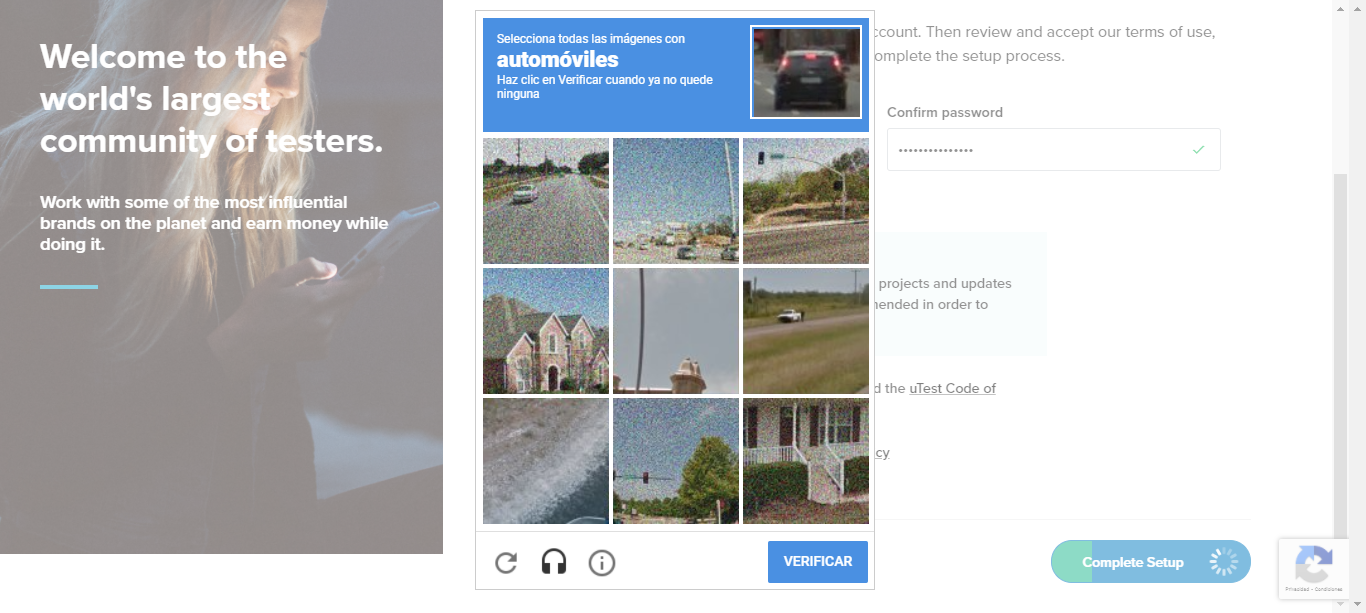 Welcome to the
world's largest
community of testers.
Work with some of the most influential
brands on the planet and earn money while
doing it.
Selecciona todas las imágenes con
automóviles
Haz clic en Verificar cuando ya no quede
ninguna
VERIFICAR
count. Then review and accept our terms of use,
omplete the setup process.
Confirm password
projects and updates
ended in order to
d the uTest Code of
cy
Complete Setup
Privacidad - Condiciones